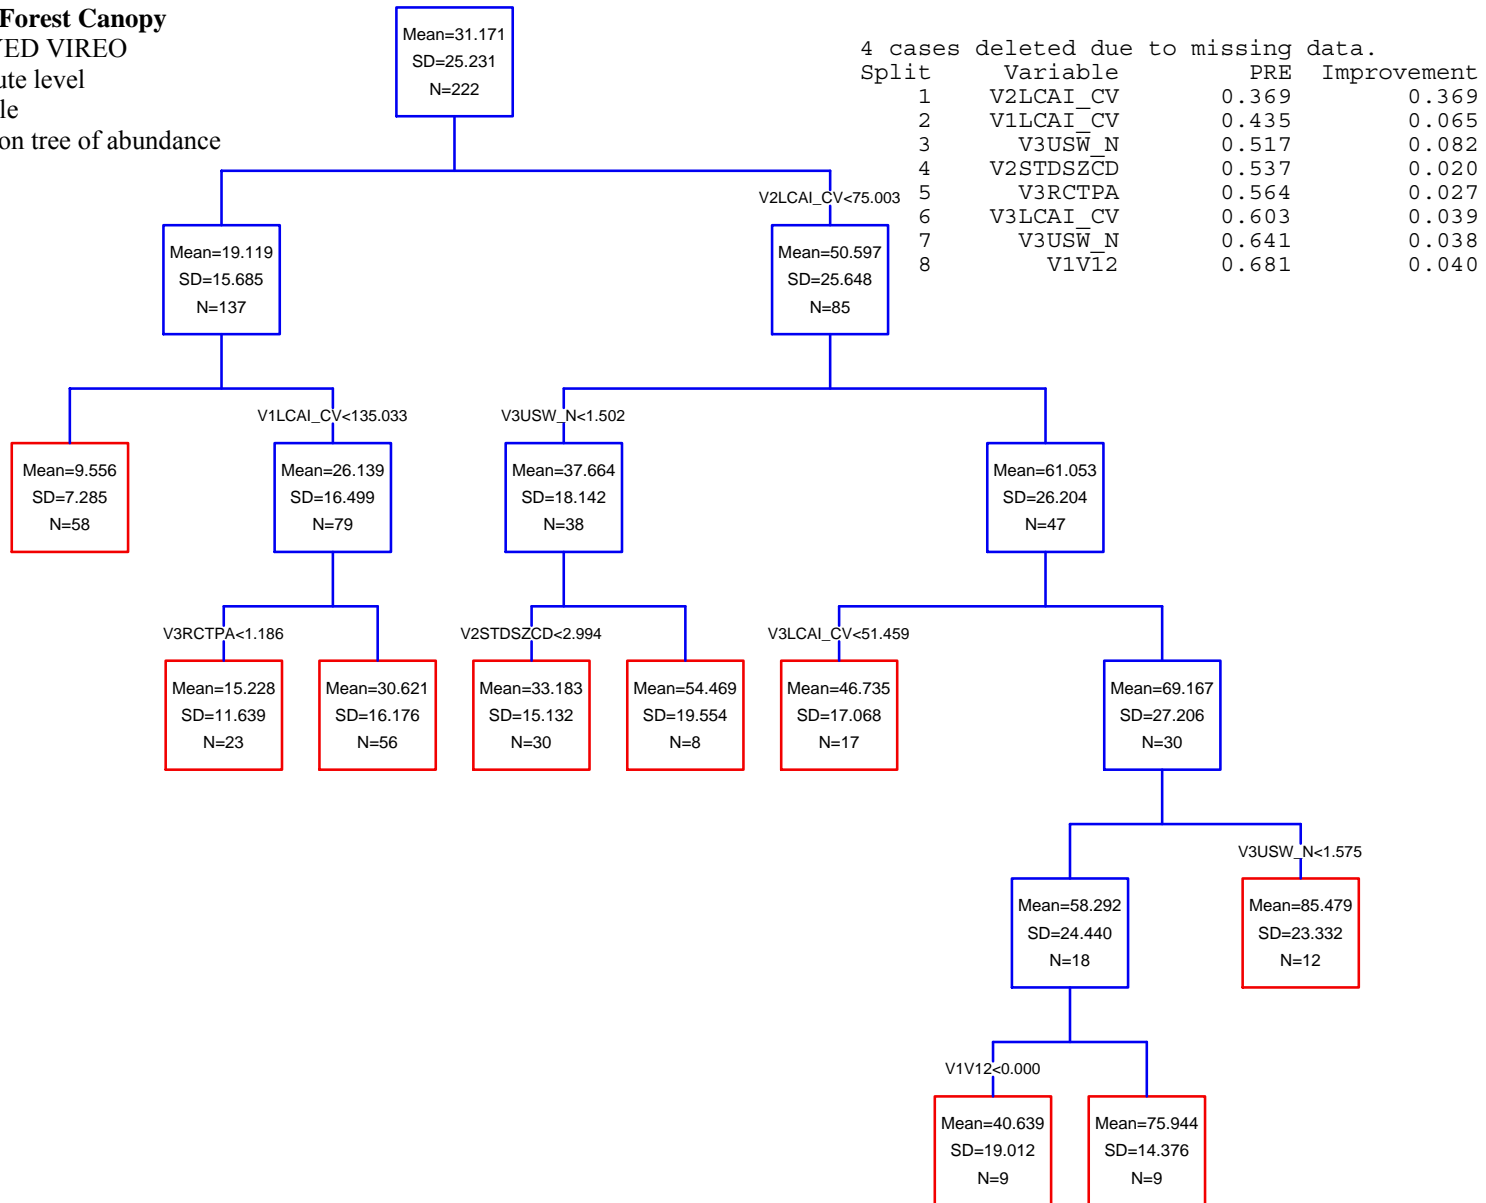 Forest Canopy
YED VIREO
ute level
le
on tree of abundance
4 cases deleted due to missing data.
Split Variable PRE Improvement
1 V2LCAI_CV 0.369 0.369
2 V1LCAI_CV 0.435 0.065
3 V3USW_N 0.517 0.082
4 V2STDSZCD 0.537 0.020
5 V3RCTPA 0.564 0.027
6 V3LCAI_CV 0.603 0.039
7 V3USW_N 0.641 0.038
8 V1V12 0.681 0.040
Mean=31.171
SD=25.231
N=222
V2LCAI_CV<75.003
Mean=19.119
SD=15.685
N=137
Mean=50.597
SD=25.648
N=85
V1LCAI_CV<135.033
V3USW_N<1.502
Mean=9.556
SD=7.285
N=58
Mean=26.139
SD=16.499
N=79
Mean=37.664
SD=18.142
N=38
Mean=61.053
SD=26.204
N=47
V3RCTPA<1.186
V2STDSZCD<2.994
V3LCAI_CV<51.459
Mean=15.228
SD=11.639
N=23
Mean=30.621
SD=16.176
N=56
Mean=33.183
SD=15.132
N=30
Mean=54.469
SD=19.554
N=8
Mean=46.735
SD=17.068
N=17
Mean=69.167
SD=27.206
N=30
V3USW_N<1.575
Mean=58.292
SD=24.440
N=18
Mean=85.479
SD=23.332
N=12
V1V12<0.000
Mean=40.639
SD=19.012
N=9
Mean=75.944
SD=14.376
N=9